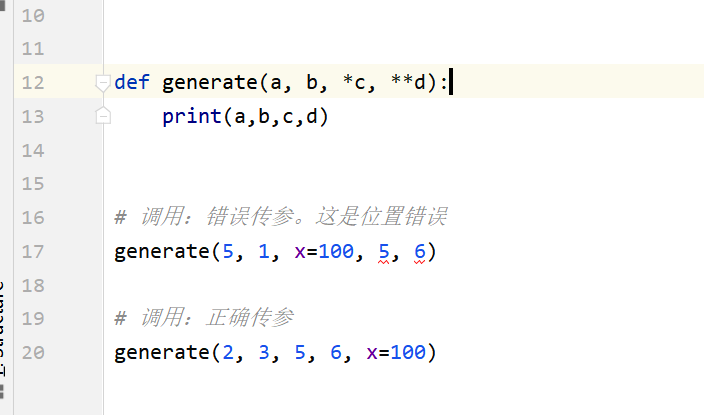 10
11
12 def generate(a, b, *c, **d):
13 print(a,b,c,d)
14
15
16 # 调用：错误传参。这是位置错误
17 generate(5, 1, x=100, 5, 6)
18
19 # 调用：正确传参
20 generate(2, 3, 5, 6, x=100)